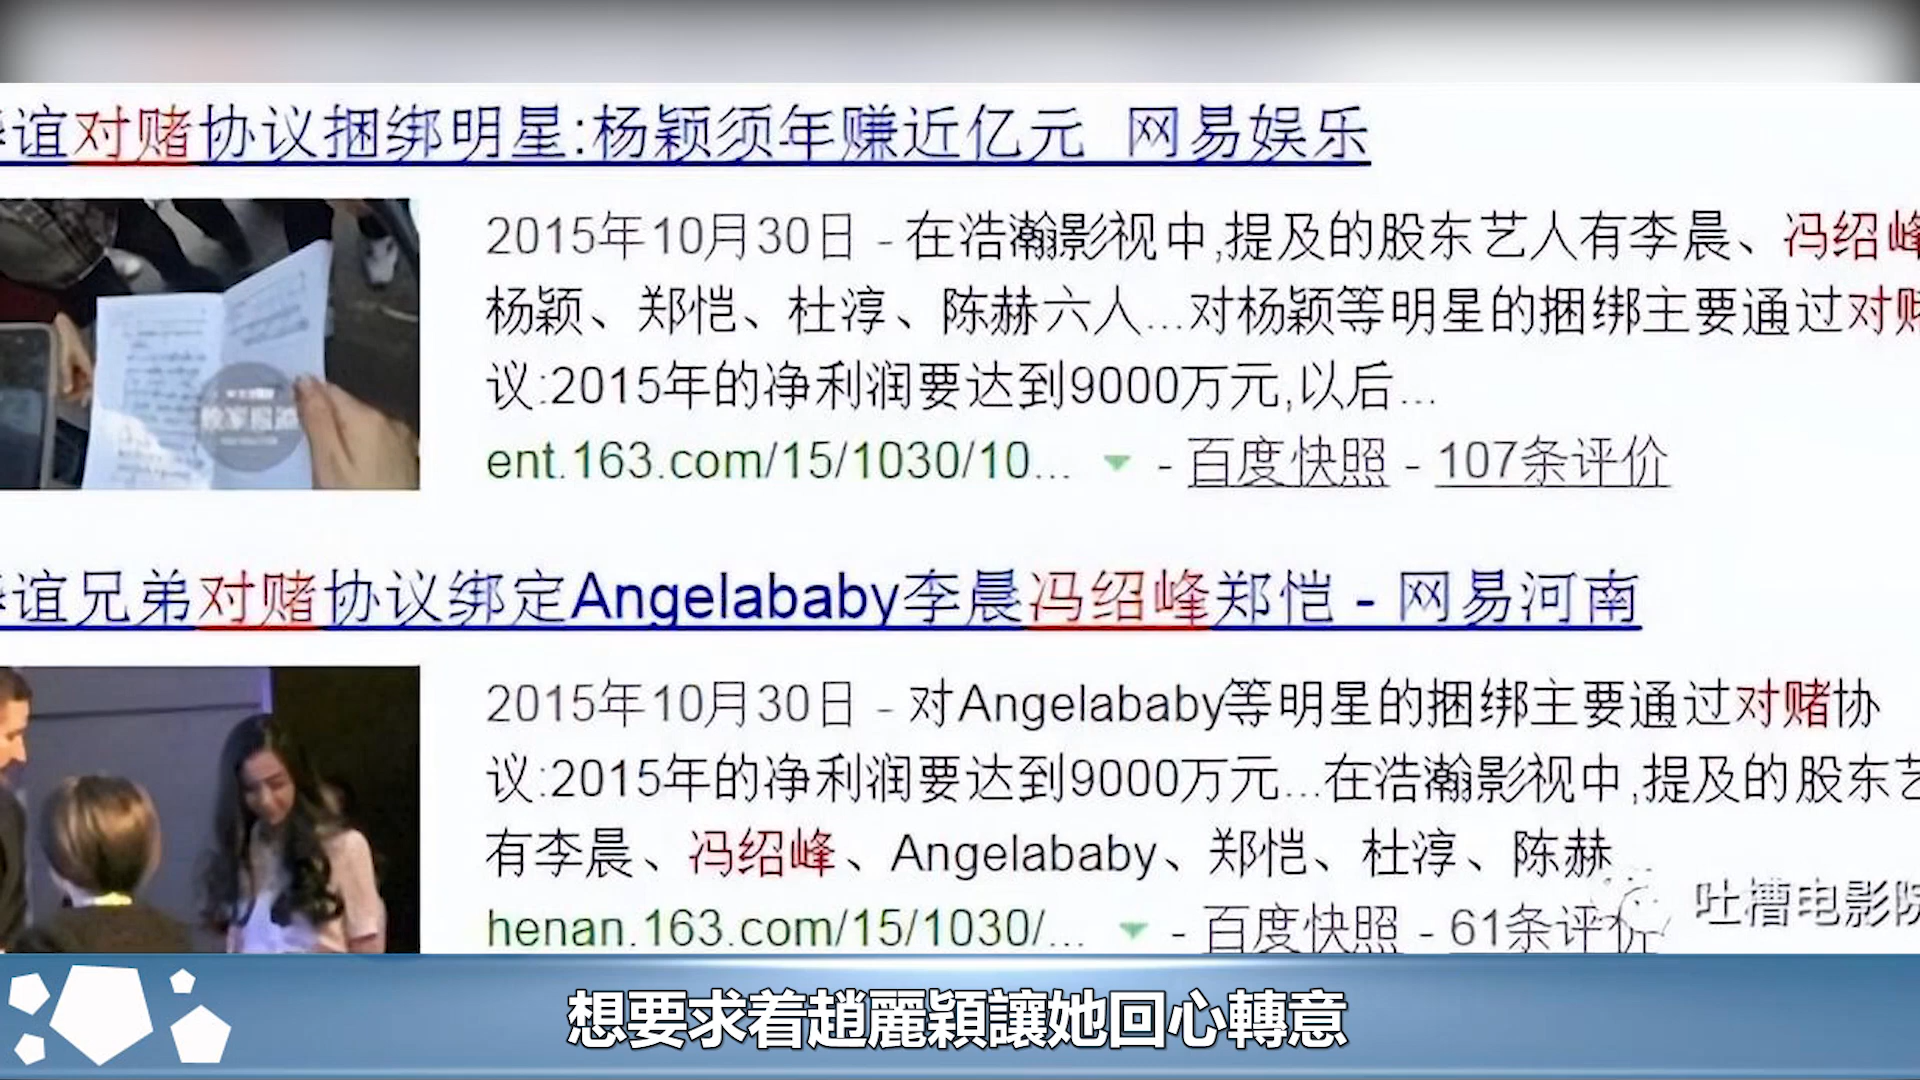 谊对赌协议捆绑明星:杨颖须年赚近亿元 网易娱乐
2015年10月30日 - 在浩瀚影视中,提及的股东艺人有李晨、冯绍峰
杨颖、郑恺、杜淳、陈赫六人...对杨颖等明星的捆绑主要通过对赌
议:2015年的净利润要达到9000万元,以后...
ent.163.com/15/1030/10... - 百度快照 - 107条评价
谊兄弟对赌协议绑定Angelababy李晨冯绍峰郑恺 - 网易河南
2015年10月30日 - 对Angelababy等明星的捆绑主要通过对赌协
议:2015年的净利润要达到9000万元...在浩瀚影视中,提及的股东艺
有李晨、冯绍峰、Angelababy、郑恺、杜淳、陈赫...
henan.163.com/15/1030/... - 百度快照 - 61条评价
吐槽电影院
想要求着趙麗穎讓她回心轉意